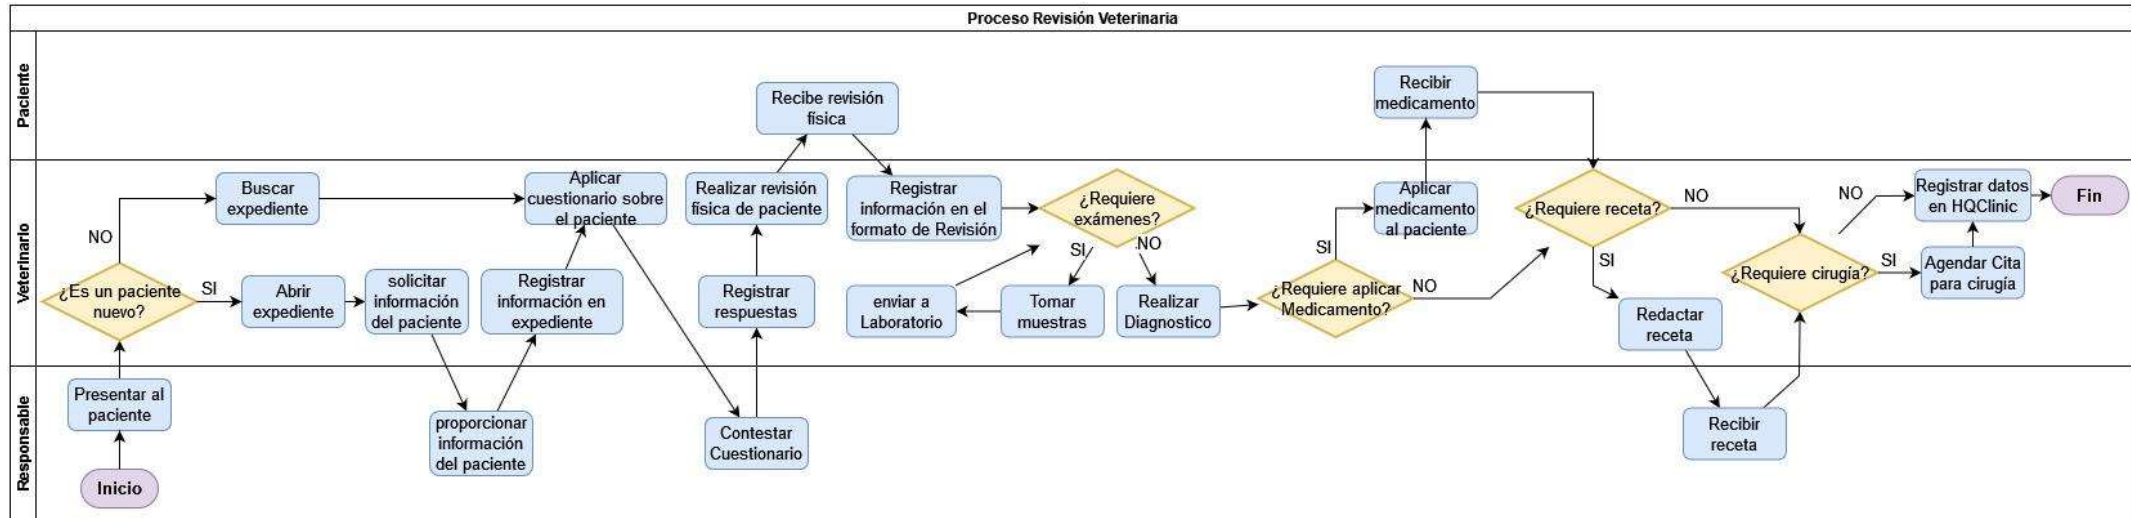 Proceso Revisión Veterinaria
Paciente
Recibe revisión
física
Recibir
medicamento
Veterinario
¿Es un paciente
nuevo?
NO
SI
Buscar
expediente
Abrir
expediente
solicitar
información
del paciente
Registrar
información en
expediente
Aplicar
cuestionario sobre
el paciente
Realizar revisión
física de paciente
Registrar
respuestas
Registrar
información en el
formato de Revisión
¿Requiere
exámenes?
SI
NO
enviar a
Laboratorio
Tomar
muestras
Realizar
Diagnostico
¿Requiere aplicar
Medicamento?
SI
NO
Aplicar
medicamento
al paciente
¿Requiere receta?
NO
SI
Redactar
receta
¿Requiere cirugía?
NO
SI
Registrar datos
en HQClinic
Agendar Cita
para cirugía
Fin
Responsable
Presentar al
paciente
Inicio
proporcionar
información
del paciente
Contestar
Cuestionario
Recibir
receta